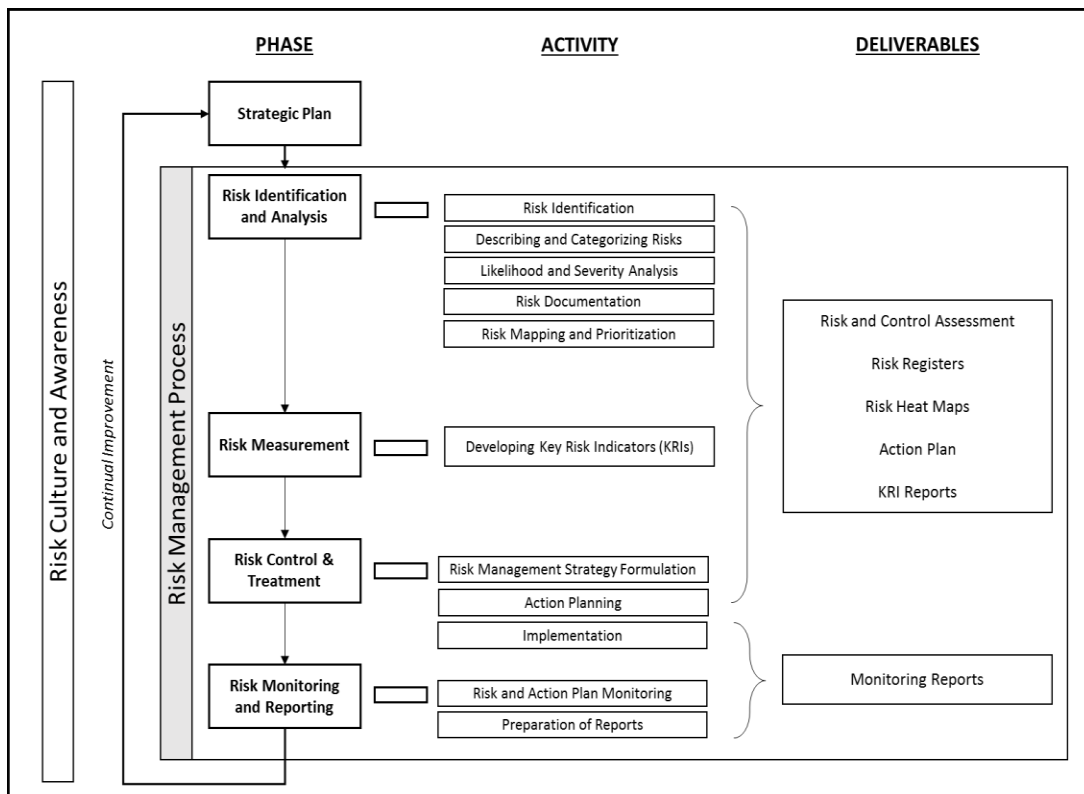 PHASE
ACTIVITY
DELIVERABLES
Risk Culture and Awareness
Continual Improvement
Strategic Plan
Risk Management Process
Risk Identification
and Analysis
Risk Identification
Describing and Categorizing Risks
Likelihood and Severity Analysis
Risk Documentation
Risk Mapping and Prioritization
Risk Measurement
Developing Key Risk Indicators (KRIs)
Risk Control &
Treatment
Risk Management Strategy Formulation
Action Planning
Implementation
Risk Monitoring
and Reporting
Risk and Action Plan Monitoring
Preparation of Reports
Risk and Control Assessment
Risk Registers
Risk Heat Maps
Action Plan
KRI Reports
Monitoring Reports